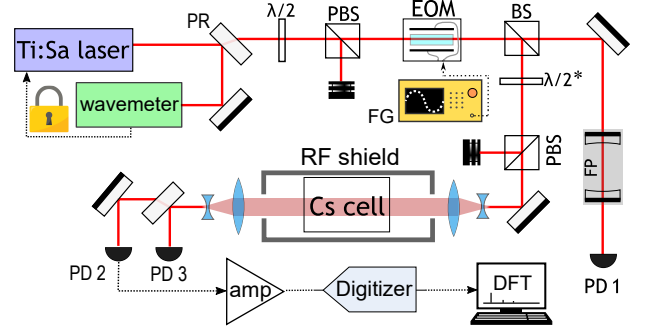 λ/2
PBS
EOM
BS
PR
Ti:Sa laser
λ/2*
wavemeter
FG
PBS
FP
RF shield
Cs cell
PD 2
PD 3
PD 1
amp
Digitizer
DFT